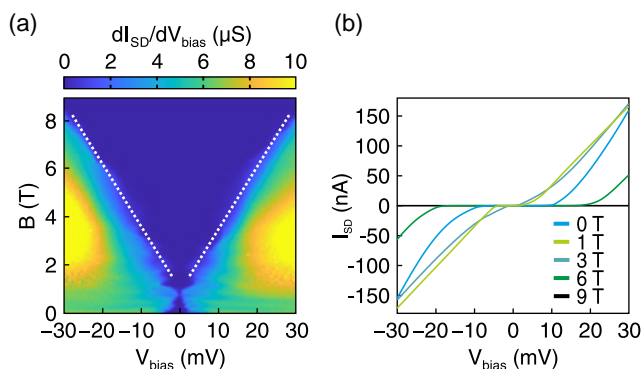 (a)
dI_SD/dV_bias (μS)
0 2 4 6 8 10
B (T)
8
6
4
2
0
−30 −20 −10 0 10 20 30
V_bias (mV)
(b)
I_SD (nA)
150
100
50
0
-50
-100
-150
0 T
1 T
3 T
6 T
9 T
−30 −20 −10 0 10 20 30
V_bias (mV)